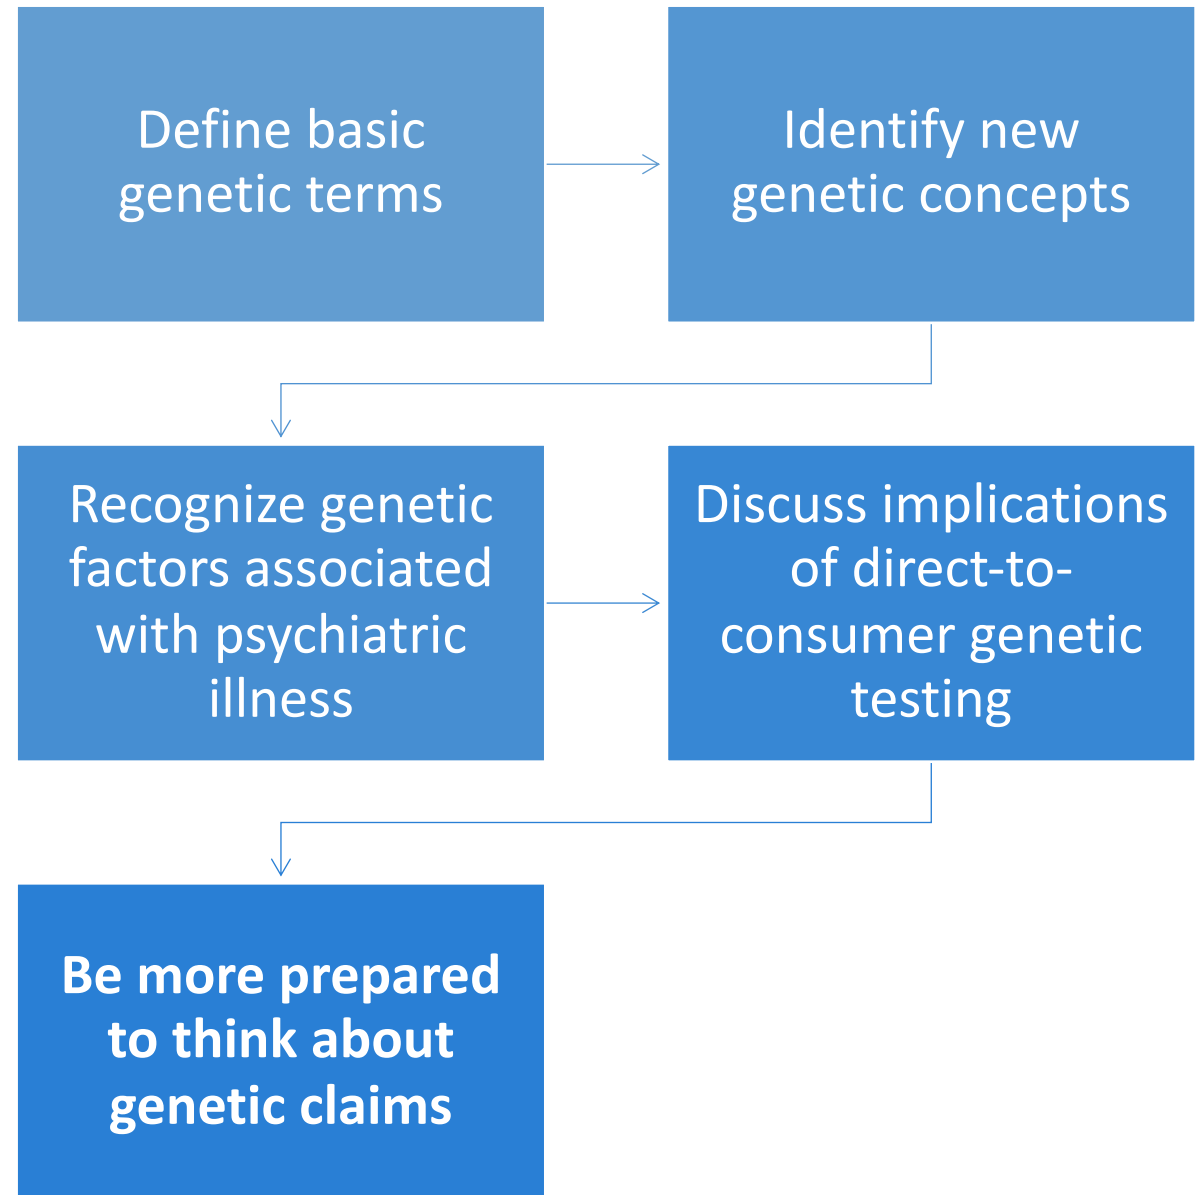 Define basic
genetic terms
Identify new
genetic concepts
Recognize genetic
factors associated
with psychiatric
illness
Discuss implications
of direct-to-
consumer genetic
testing
Be more prepared
to think about
genetic claims